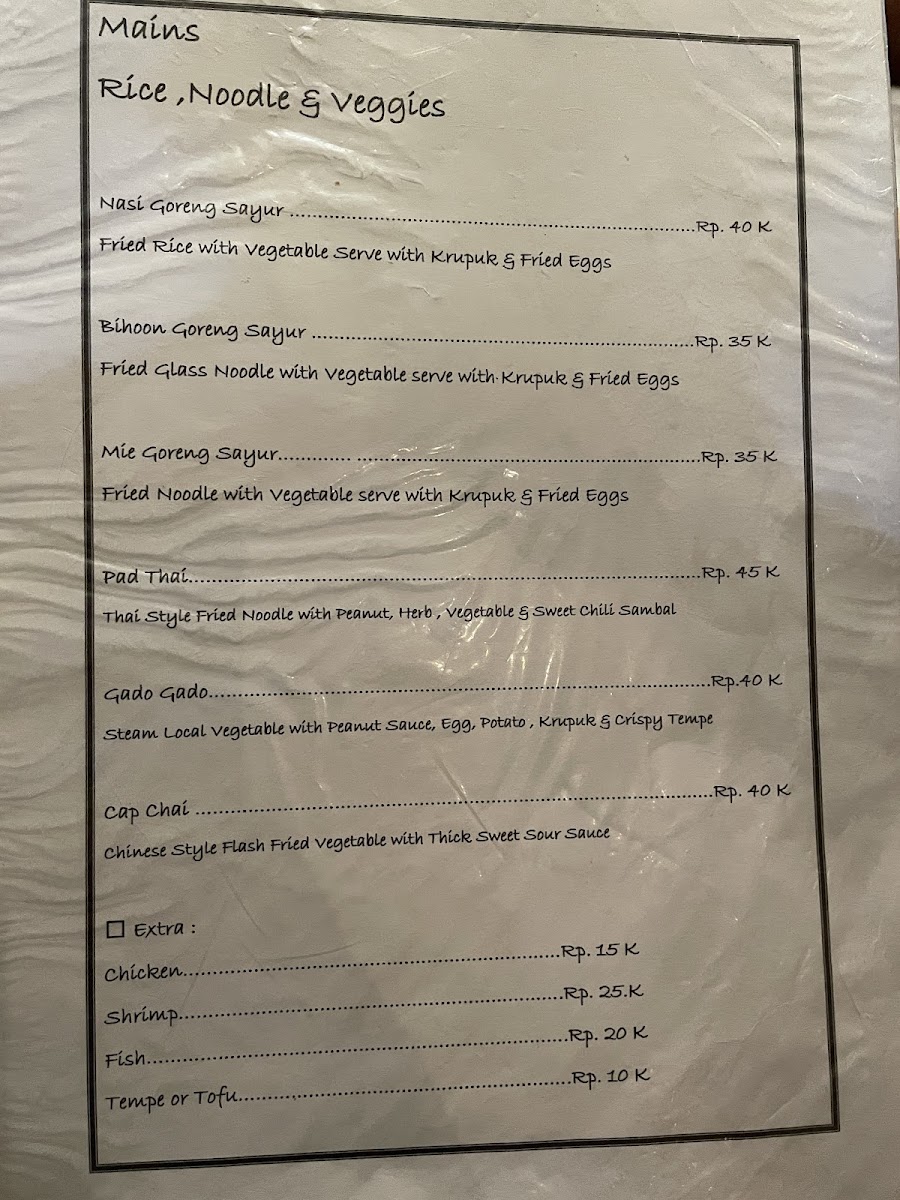 Mains
Rice ,Noodle & Veggies
Nasi Goreng Sayur ..........................................................................Rp. 40 K
Fried Rice with Vegetable Serve with Krupuk & Fried Eggs
Bihoon Goreng Sayur ......................................................................Rp. 35 K
Fried Glass Noodle with Vegetable serve with Krupuk & Fried Eggs
Mie Goreng Sayur............. ...............................................................Rp. 35 K
Fried Noodle with Vegetable serve with Krupuk & Fried Eggs
Pad Thai..............................................................................................Rp. 45 K
Thai Style Fried Noodle with Peanut, Herb , Vegetable & Sweet Chili Sambal
Gado Gado............................................................................................Rp.40 K
Steam Local Vegetable with Peanut Sauce, Egg, Potato , Krupuk & Crispy Tempe
Cap Chai ...............................................................................................Rp. 40 K
Chinese Style Flash Fried Vegetable with Thick Sweet Sour Sauce
☐ Extra :
Chicken.....................................................................Rp. 15 K
Shrimp......................................................................Rp. 25.K
Fish.............................................................................Rp. 20 K
Tempe or Tofu.............................................................Rp. 10 K